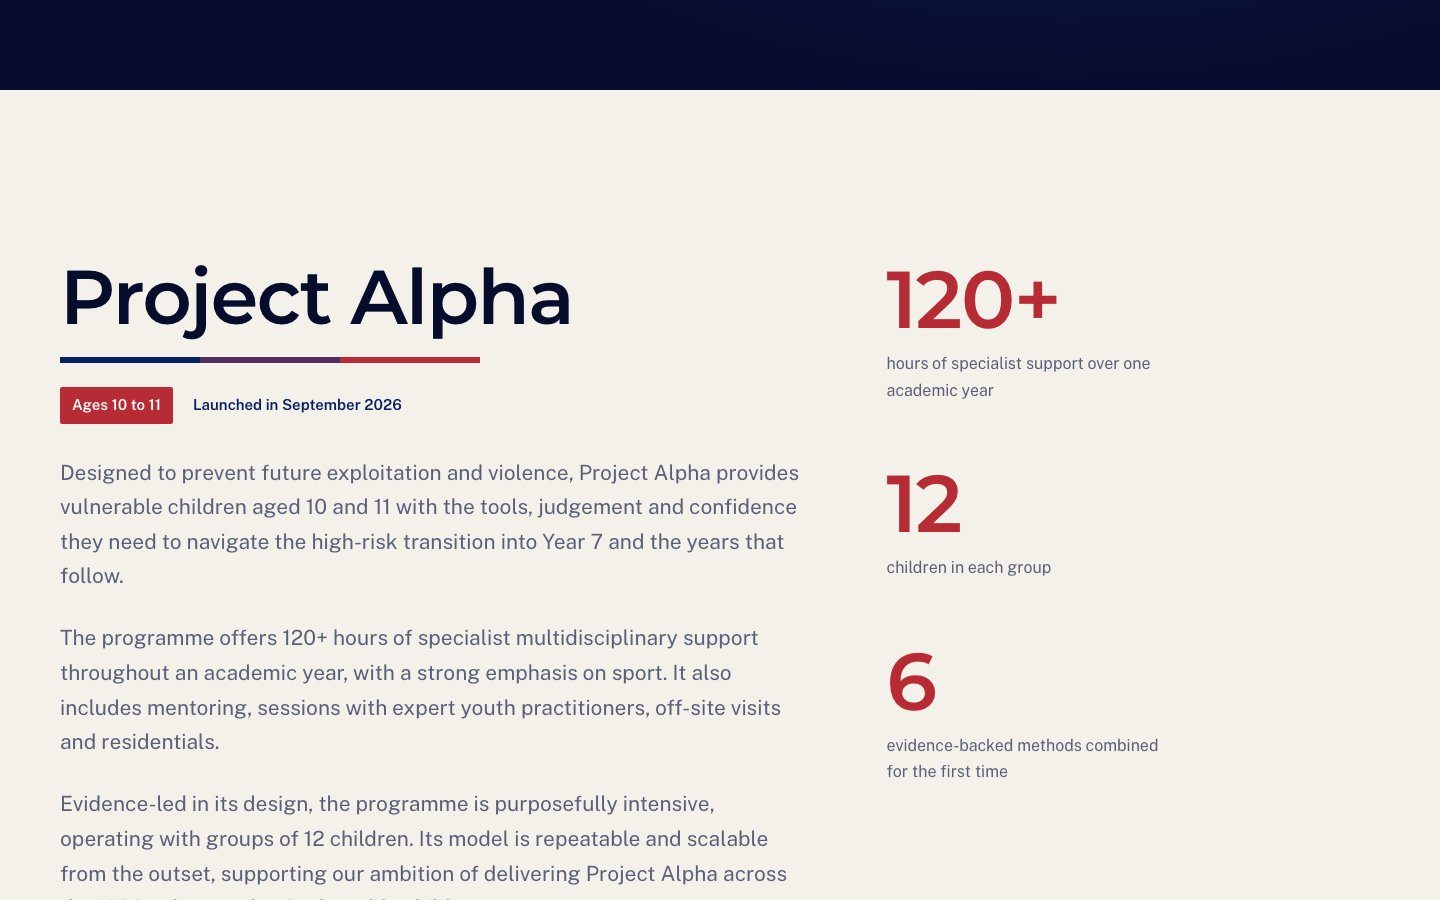 Project Alpha
Ages 10 to 11
Launched in September 2026
Designed to prevent future exploitation and violence, Project Alpha provides
vulnerable children aged 10 and 11 with the tools, judgement and confidence
they need to navigate the high-risk transition into Year 7 and the years that
follow.
The programme offers 120+ hours of specialist multidisciplinary support
throughout an academic year, with a strong emphasis on sport. It also
includes mentoring, sessions with expert youth practitioners, off-site visits
and residentials.
Evidence-led in its design, the programme is purposefully intensive,
operating with groups of 12 children. Its model is repeatable and scalable
from the outset, supporting our ambition of delivering Project Alpha across
120+
hours of specialist support over one
academic year
12
children in each group
6
evidence-backed methods combined
for the first time